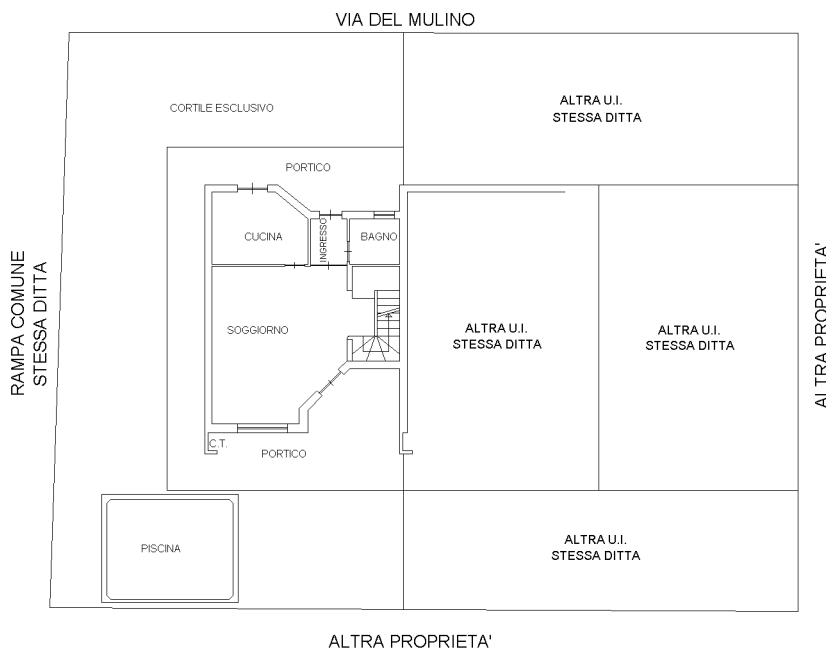 VIA DEL MULINO
ALTRA U.I.
STESSA DITTA
CORTILE ESCLUSIVO
PORTICO
CUCINA
INGRESSO
BAGNO
RAMPA COMUNE
STESSA DITTA
SOGGIORNO
ALTRA U.I.
STESSA DITTA
ALTRA U.I.
STESSA DITTA
ALTRA PROPRIETA'
C.T.
PORTICO
PISCINA
ALTRA U.I.
STESSA DITTA
ALTRA PROPRIETA'